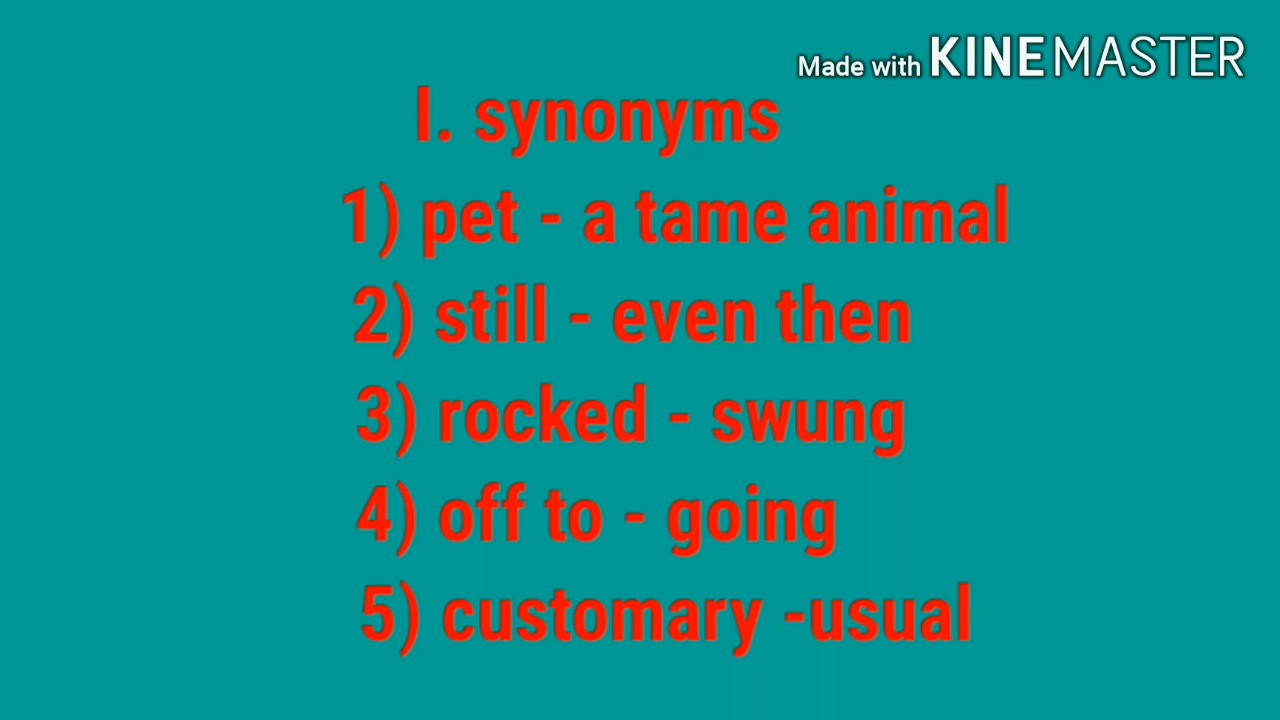 Made with KINEMASTER
I. synonyms
1) pet - a tame animal
2) still - even then
3) rocked - swung
4) off to - going
5) customary -usual